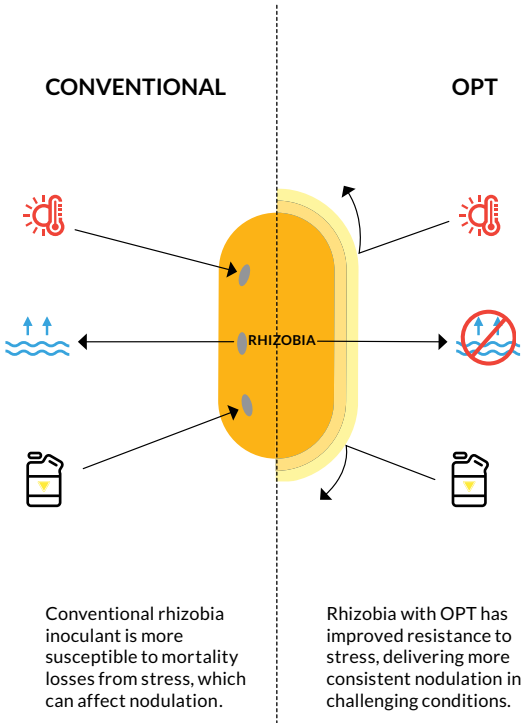 CONVENTIONAL
OPT
RHIZOBIA
Conventional rhizobia
inoculant is more
susceptible to mortality
losses from stress, which
can affect nodulation.
Rhizobia with OPT has
improved resistance to
stress, delivering more
consistent nodulation in
challenging conditions.